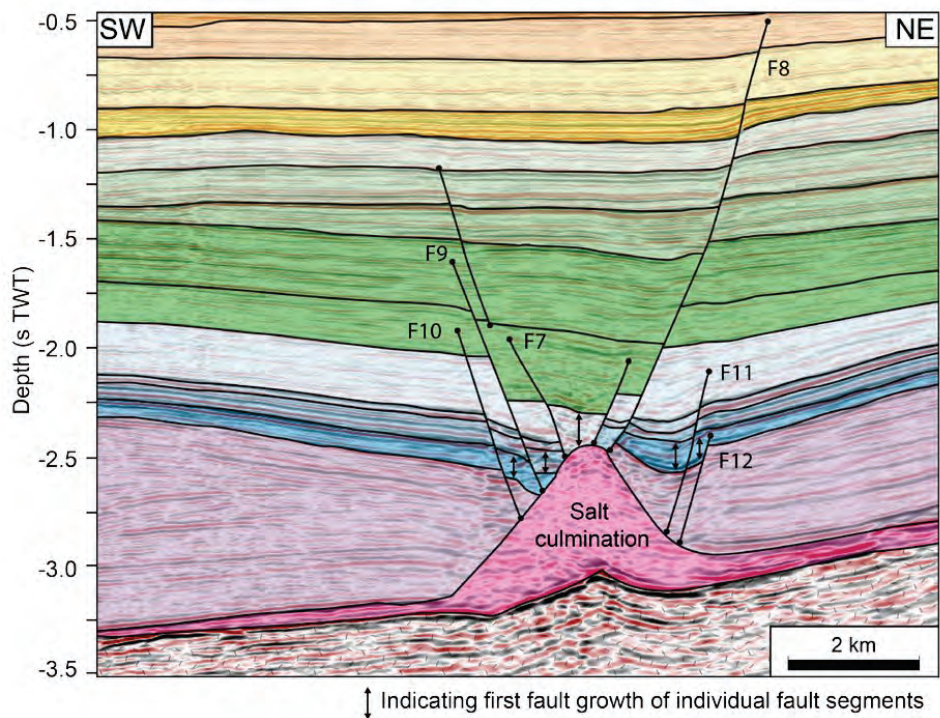 SW
NE
Depth (s TWT)
-0.5
-1.0
-1.5
-2.0
-2.5
-3.0
-3.5
F8
F9
F10
F7
F11
F12
Salt
culmination
2 km
Indicating first fault growth of individual fault segments